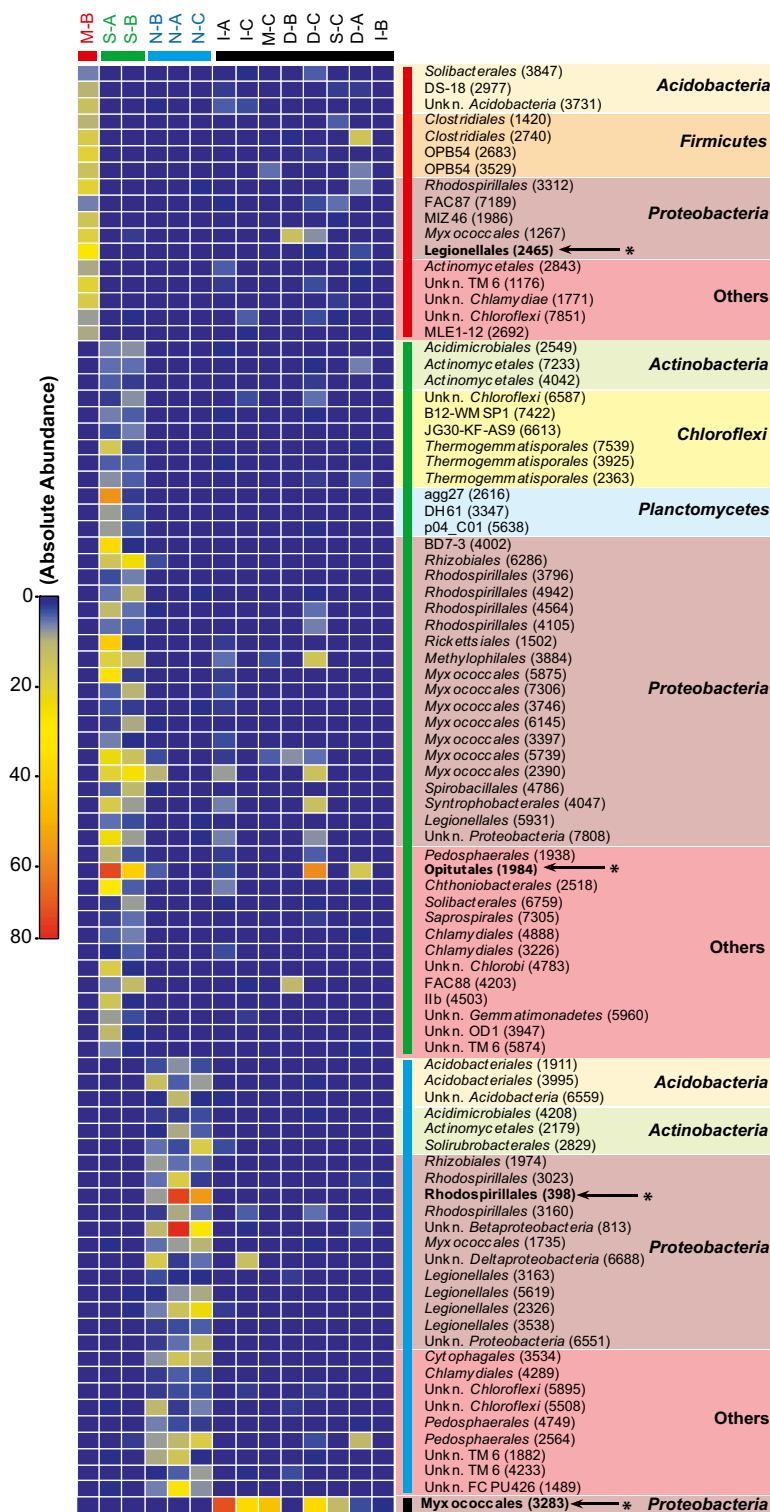 M-B S-A S-B N-B N-A N-C I-A I-C M-C D-B D-C S-C D-A I-B
(Absolute Abundance)
0
20
40
60
80
Solibacterales (3847)
DS-18 (2977)
Unkn. Acidobacteria (3731)
Acidobacteria
Clostridiales (1420)
Clostridiales (2740)
OPB54 (2683)
OPB54 (3529)
Firmicutes
Rhodospirillales (3312)
FAC87 (7189)
MIZ46 (1986)
Myxococcales (1267)
Legionellales (2465) *
Proteobacteria
Actinomycetales (2843)
Unkn. TM6 (1176)
Unkn. Chlamydiae (1771)
Unkn. Chloroflexi (7851)
MLE1-12 (2692)
Others
Acidimicrobiales (2549)
Actinomycetales (7233)
Actinomycetales (4042)
Actinobacteria
Unkn. Chloroflexi (6587)
B12-WMSP1 (7422)
JG30-KF-AS9 (6613)
Thermogemmatisporales (7539)
Thermogemmatisporales (3925)
Thermogemmatisporales (2363)
Chloroflexi
agg27 (2616)
DH61 (3347)
p04_C01 (5638)
Planctomycetes
BD7-3 (4002)
Rhizobiales (6286)
Rhodospirillales (3796)
Rhodospirillales (4942)
Rhodospirillales (4564)
Rhodospirillales (4105)
Rickettsiales (1502)
Methylophilales (3884)
Myxococcales (5875)
Myxococcales (7306)
Myxococcales (3746)
Myxococcales (6145)
Myxococcales (3397)
Myxococcales (5739)
Myxococcales (2390)
Spirobacillales (4786)
Syntrophobacterales (4047)
Legionellales (5931)
Unkn. Proteobacteria (7808)
Proteobacteria
Pedosphaerales (1938)
Opitutales (1984) *
Chthoniobacterales (2518)
Solibacterales (6759)
Saprospirales (7305)
Chlamydiales (4888)
Chlamydiales (3226)
Unkn. Chlorobi (4783)
FAC88 (4203)
IIb (4503)
Unkn. Gemmatimonadetes (5960)
Unkn. OD1 (3947)
Unkn. TM6 (5874)
Others
Acidobacteriales (1911)
Acidobacteriales (3995)
Unkn. Acidobacteria (6559)
Acidobacteria
Acidimicrobiales (4208)
Actinomycetales (2179)
Solirubrobacterales (2829)
Actinobacteria
Rhizobiales (1974)
Rhodospirillales (3023)
Rhodospirillales (398) *
Rhodospirillales (3160)
Unkn. Betaproteobacteria (813)
Myxococcales (1735)
Unkn. Deltaproteobacteria (6688)
Legionellales (3163)
Legionellales (5619)
Legionellales (2326)
Legionellales (3538)
Unkn. Proteobacteria (6551)
Proteobacteria
Cytophagales (3534)
Chlamydiales (4289)
Unkn. Chloroflexi (5895)
Unkn. Chloroflexi (5508)
Pedosphaerales (4749)
Pedosphaerales (2564)
Unkn. TM6 (1882)
Unkn. TM6 (4233)
Unkn. FCPU426 (1489)
Others
Myxococcales (3283) *
Proteobacteria